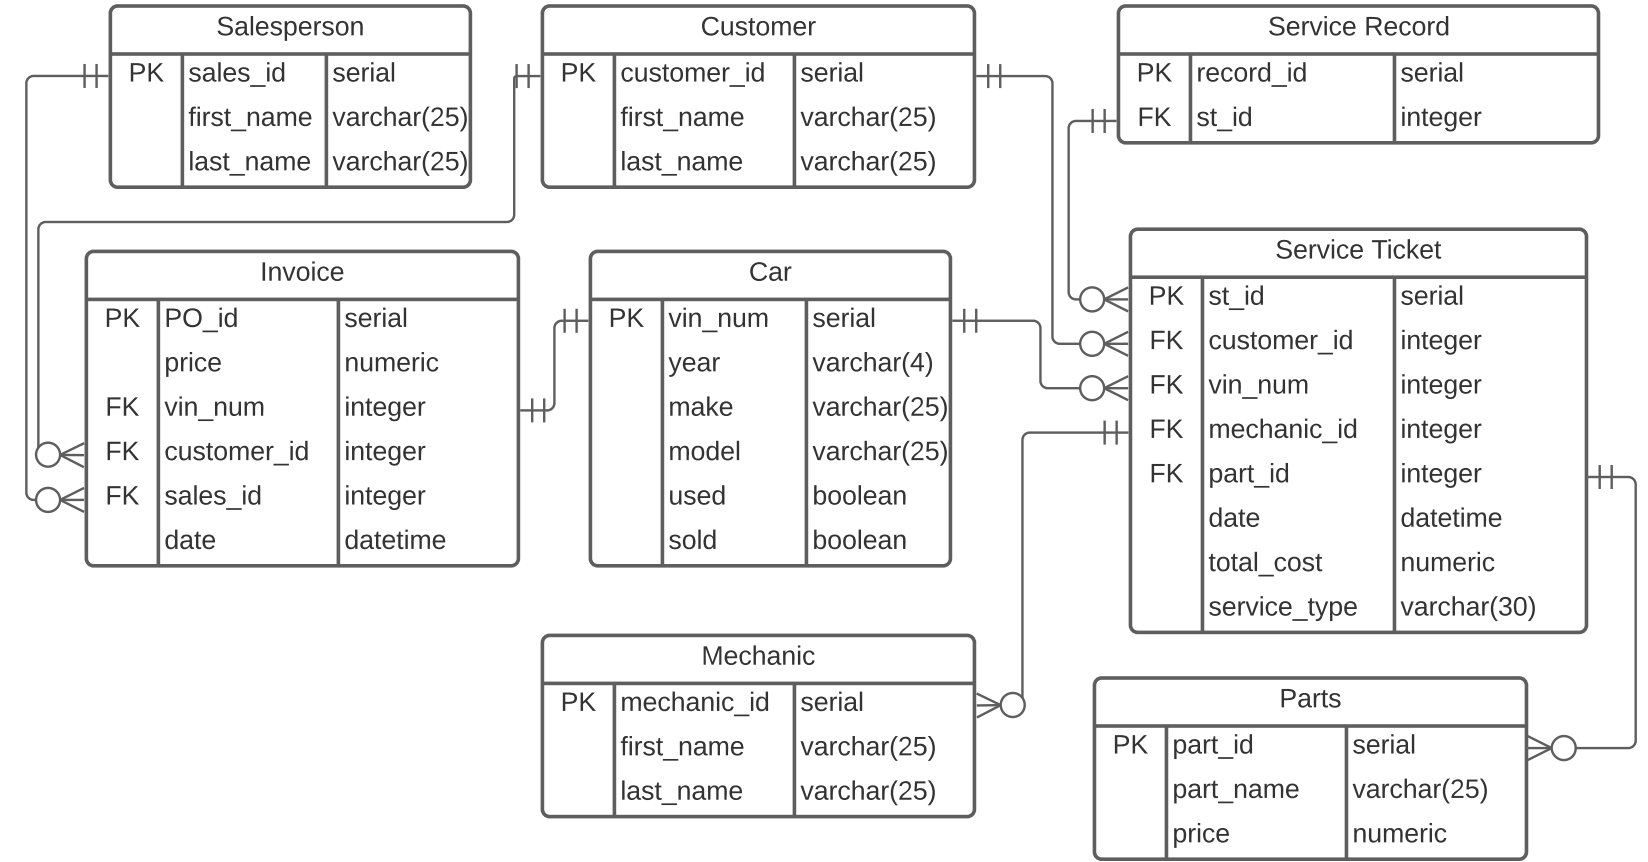 Salesperson
PK sales_id serial
first_name varchar(25)
last_name varchar(25)
Customer
PK customer_id serial
first_name varchar(25)
last_name varchar(25)
Service Record
PK record_id serial
FK st_id integer
Invoice
PK PO_id serial
price numeric
FK vin_num integer
FK customer_id integer
FK sales_id integer
date datetime
Car
PK vin_num serial
year varchar(4)
make varchar(25)
model varchar(25)
used boolean
sold boolean
Service Ticket
PK st_id serial
FK customer_id integer
FK vin_num integer
FK mechanic_id integer
FK part_id integer
date datetime
total_cost numeric
service_type varchar(30)
Mechanic
PK mechanic_id serial
first_name varchar(25)
last_name varchar(25)
Parts
PK part_id serial
part_name varchar(25)
price numeric